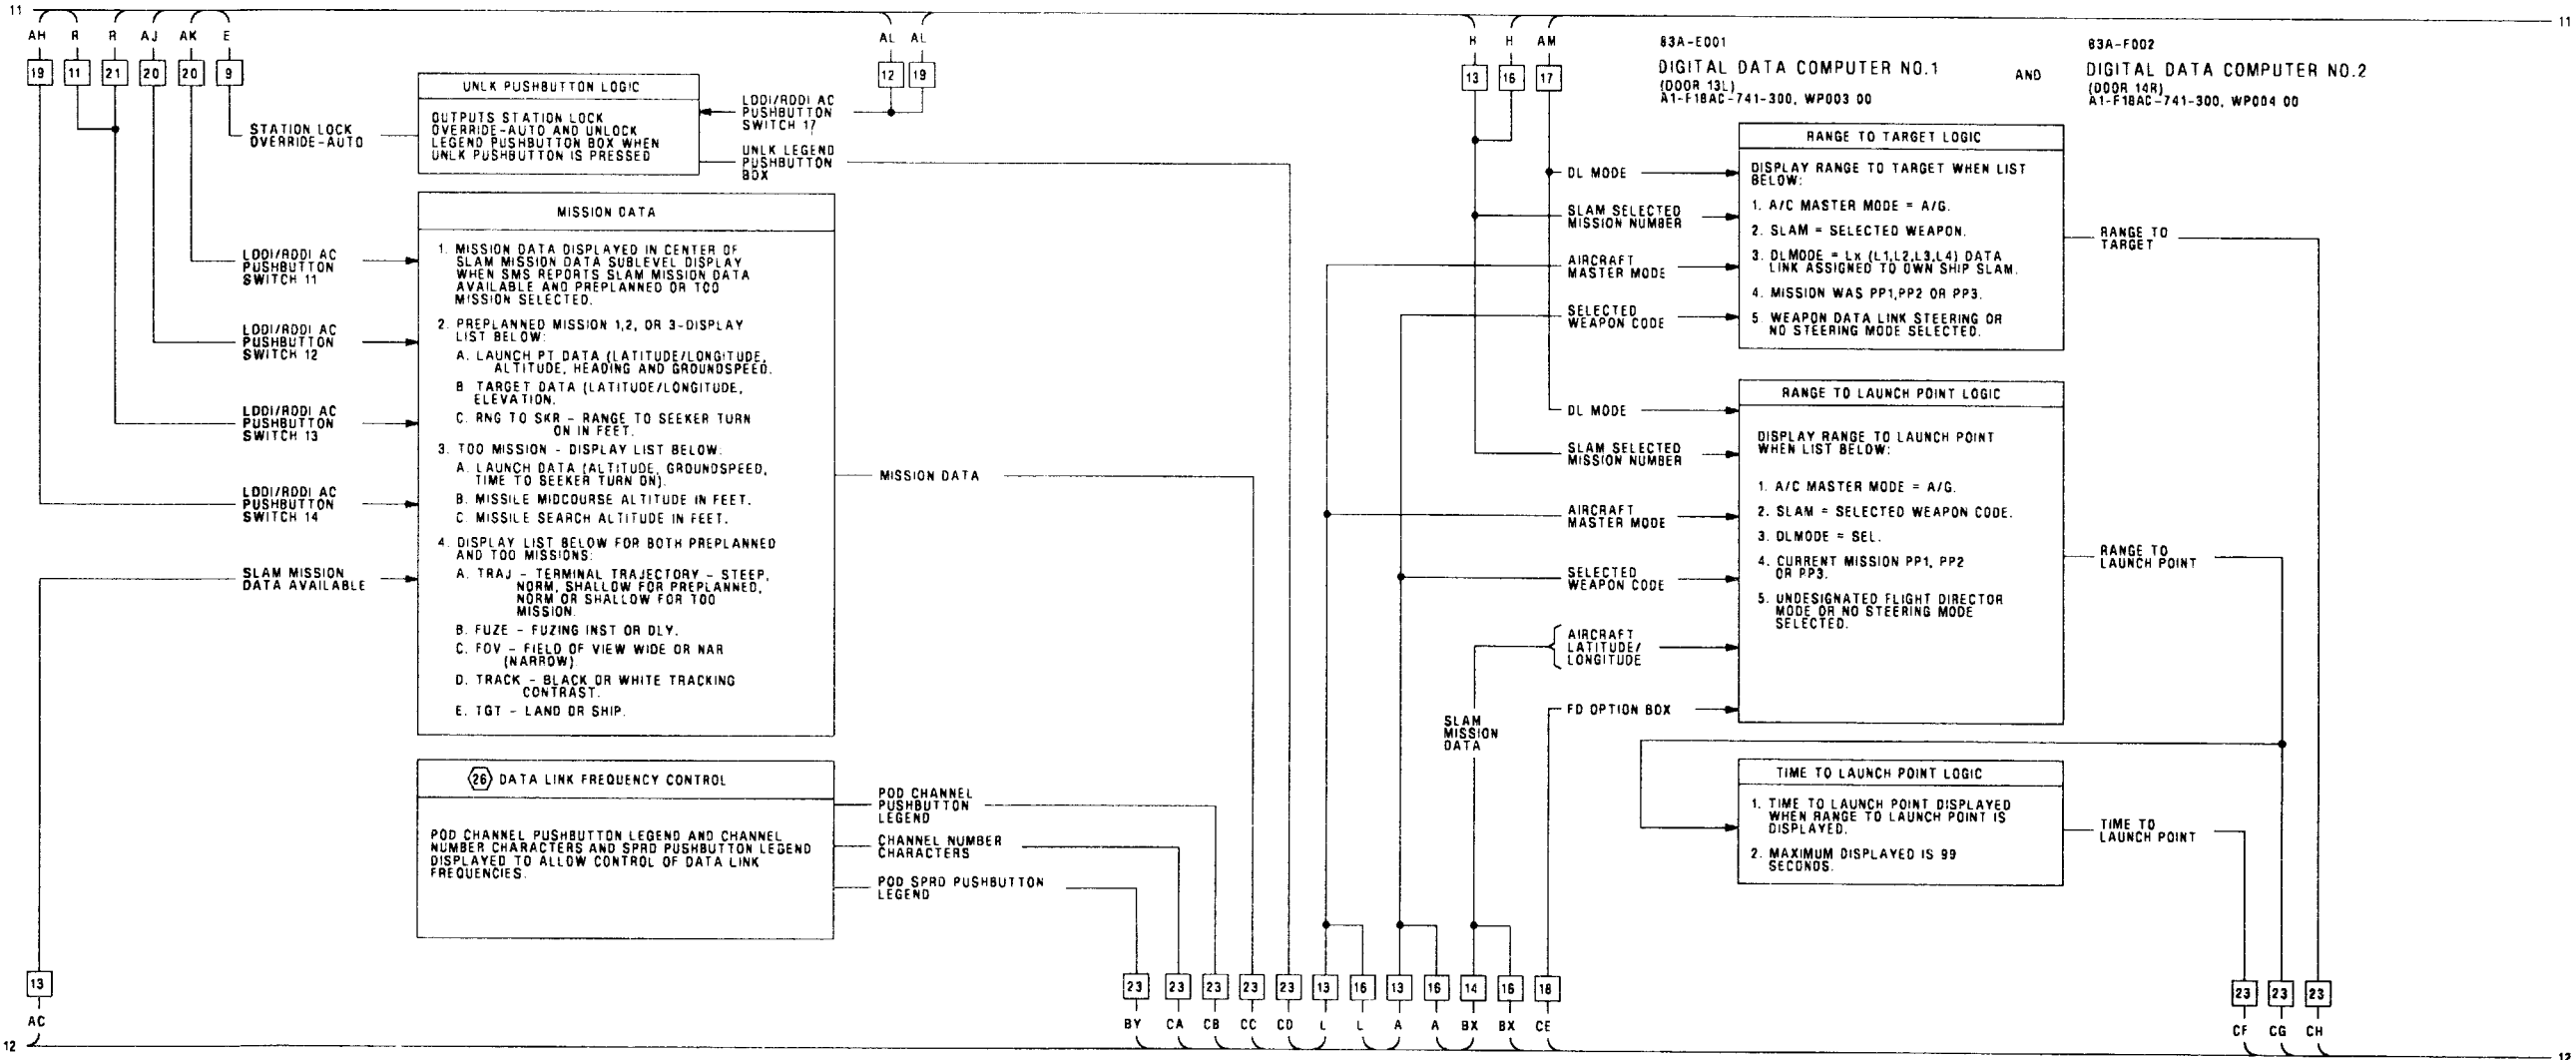 11
11
AH R R AJ AK E AL AL H H AM
19 11 21 20 20 9 12 19 13 16 17
83A-E001
DIGITAL DATA COMPUTER NO.1
(DOOR 13L)
A1-F18AC-741-300, WP003 00
AND
83A-F002
DIGITAL DATA COMPUTER NO.2
(DOOR 14R)
A1-F18AC-741-300, WP004 00
UNLK PUSHBUTTON LOGIC
OUTPUTS STATION LOCK
OVERRIDE-AUTO AND UNLOCK
LEGEND PUSHBUTTON BOX WHEN
UNLK PUSHBUTTON IS PRESSED
STATION LOCK
OVERRIDE-AUTO
LDDI/RDDI AC
PUSHBUTTON
SWITCH 17
UNLK LEGEND
PUSHBUTTON
BOX
MISSION DATA
1. MISSION DATA DISPLAYED IN CENTER OF
SLAM MISSION DATA SUBLEVEL DISPLAY
WHEN SMS REPORTS SLAM MISSION DATA
AVAILABLE AND PREPLANNED OR TOO
MISSION SELECTED.
2. PREPLANNED MISSION 1,2, OR 3-DISPLAY
LIST BELOW:
A. LAUNCH PT DATA (LATITUDE/LONGITUDE,
ALTITUDE, HEADING AND GROUNDSPEED.
B TARGET DATA (LATITUDE/LONGITUDE,
ELEVATION.
C. RNG TO SKR - RANGE TO SEEKER TURN
ON IN FEET.
3. TOO MISSION - DISPLAY LIST BELOW:
A. LAUNCH DATA (ALTITUDE, GROUNDSPEED,
TIME TO SEEKER TURN ON).
B. MISSILE MIDCOURSE ALTITUDE IN FEET.
C. MISSILE SEARCH ALTITUDE IN FEET.
4. DISPLAY LIST BELOW FOR BOTH PREPLANNED
AND TOO MISSIONS:
A. TRAJ - TERMINAL TRAJECTORY - STEEP,
NORM, SHALLOW FOR PREPLANNED,
NORM OR SHALLOW FOR TOO
MISSION.
B. FUZE - FUZING INST OR DLY.
C. FOV - FIELD OF VIEW WIDE OR NAR
(NARROW).
D. TRACK - BLACK OR WHITE TRACKING
CONTRAST.
E. TGT - LAND OR SHIP.
LDDI/RDDI AC
PUSHBUTTON
SWITCH 11
LDDI/RDDI AC
PUSHBUTTON
SWITCH 12
LDDI/RDDI AC
PUSHBUTTON
SWITCH 13
LDDI/RDDI AC
PUSHBUTTON
SWITCH 14
SLAM MISSION
DATA AVAILABLE
MISSION DATA
26 DATA LINK FREQUENCY CONTROL
POD CHANNEL PUSHBUTTON LEGEND AND CHANNEL
NUMBER CHARACTERS AND SPRD PUSHBUTTON LEGEND
DISPLAYED TO ALLOW CONTROL OF DATA LINK
FREQUENCIES.
POD CHANNEL
PUSHBUTTON
LEGEND
CHANNEL NUMBER
CHARACTERS
POD SPRD PUSHBUTTON
LEGEND
DL MODE
SLAM SELECTED
MISSION NUMBER
AIRCRAFT
MASTER MODE
SELECTED
WEAPON CODE
RANGE TO TARGET LOGIC
DISPLAY RANGE TO TARGET WHEN LIST
BELOW:
1. A/C MASTER MODE = A/G.
2. SLAM = SELECTED WEAPON.
3. DLMODE = Lx (L1,L2,L3,L4) DATA
LINK ASSIGNED TO OWN SHIP SLAM.
4. MISSION WAS PP1,PP2 OR PP3.
5. WEAPON DATA LINK STEERING OR
NO STEERING MODE SELECTED.
RANGE TO
TARGET
DL MODE
SLAM SELECTED
MISSION NUMBER
AIRCRAFT
MASTER MODE
SELECTED
WEAPON CODE
AIRCRAFT
LATITUDE/
LONGITUDE
FD OPTION BOX
SLAM
MISSION
DATA
RANGE TO LAUNCH POINT LOGIC
DISPLAY RANGE TO LAUNCH POINT
WHEN LIST BELOW:
1. A/C MASTER MODE = A/G.
2. SLAM = SELECTED WEAPON CODE.
3. DLMODE = SEL.
4. CURRENT MISSION PP1, PP2
OR PP3.
5. UNDESIGNATED FLIGHT DIRECTOR
MODE OR NO STEERING MODE
SELECTED.
RANGE TO
LAUNCH POINT
TIME TO LAUNCH POINT LOGIC
1. TIME TO LAUNCH POINT DISPLAYED
WHEN RANGE TO LAUNCH POINT IS
DISPLAYED.
2. MAXIMUM DISPLAYED IS 99
SECONDS.
TIME TO
LAUNCH POINT
13 23 23 23 23 23 13 16 13 16 14 16 18 23 23 23
AC BY CA CB CC CD L L A A BX BX CE CF CG CH
12
12